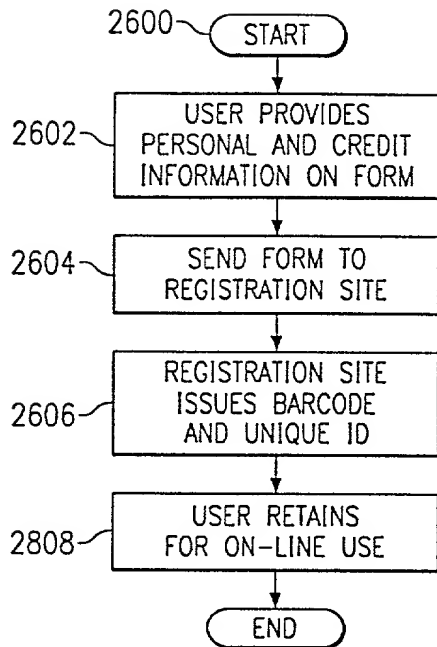 2600
START
2602
USER PROVIDES
PERSONAL AND CREDIT
INFORMATION ON FORM
2604
SEND FORM TO
REGISTRATION SITE
2606
REGISTRATION SITE
ISSUES BARCODE
AND UNIQUE ID
2808
USER RETAINS
FOR ON-LINE USE
END